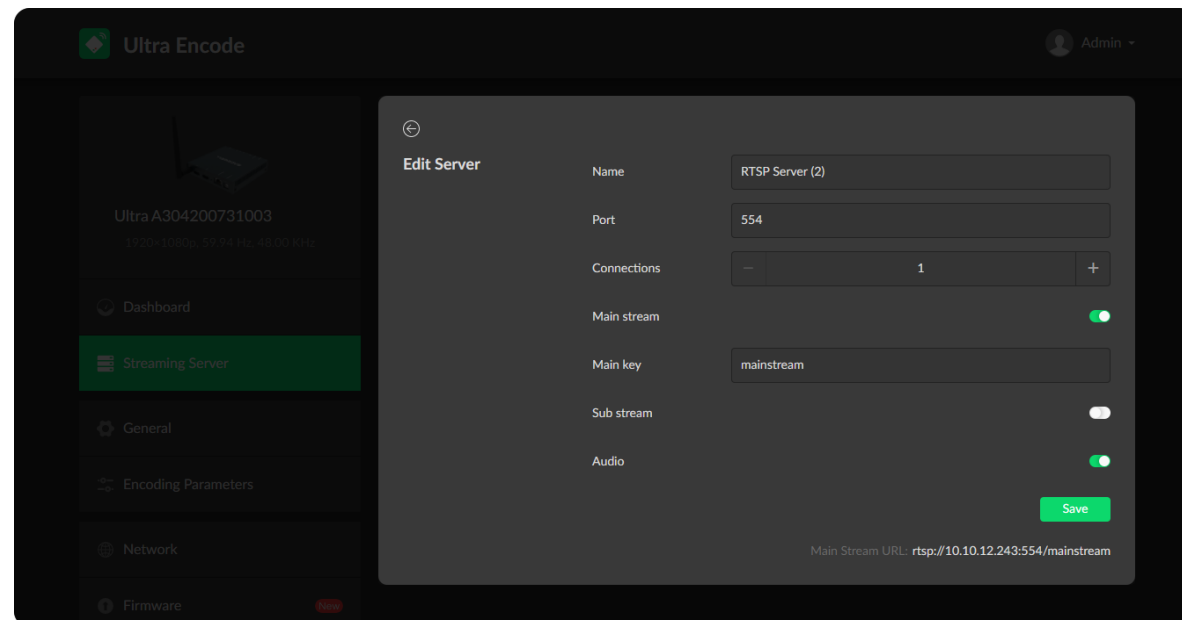 Ultra Encode
Admin
Ultra A304200731003
1920×1080p, 59.94 Hz, 48.00 KHz
Dashboard
Streaming Server
General
Encoding Parameters
Network
Firmware New
Edit Server
Name RTSP Server (2)
Port 554
Connections − 1 +
Main stream
Main key mainstream
Sub stream
Audio
Save
Main Stream URL: rtsp://10.10.12.243:554/mainstream